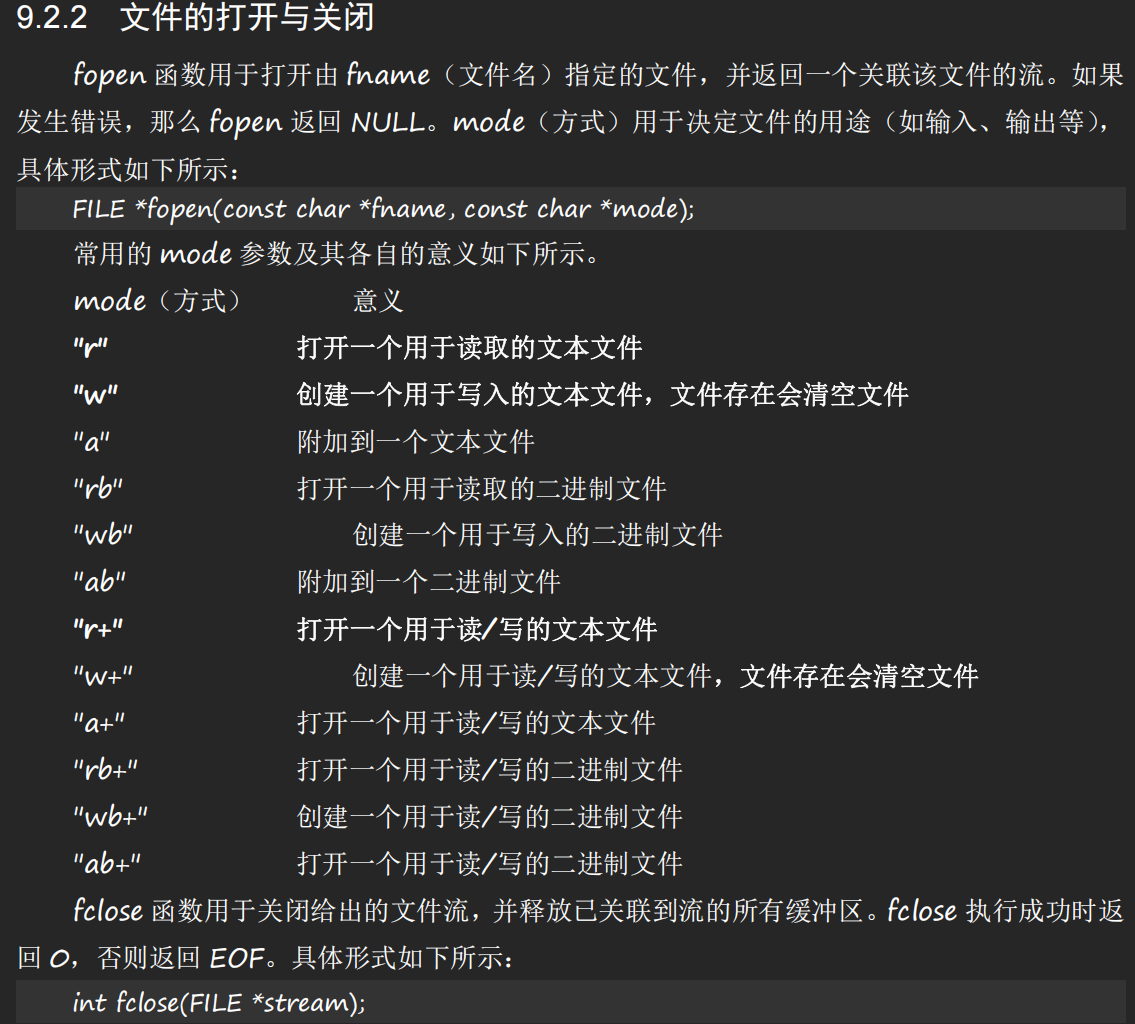 9.2.2 文件的打开与关闭
fopen 函数用于打开由 fname（文件名）指定的文件，并返回一个关联该文件的流。如果
发生错误，那么 fopen 返回 NULL。mode（方式）用于决定文件的用途（如输入、输出等），
具体形式如下所示：
FILE *fopen(const char *fname, const char *mode);
常用的 mode 参数及其各自的意义如下所示。
mode（方式） 意义
"r" 打开一个用于读取的文本文件
"w" 创建一个用于写入的文本文件，文件存在会清空文件
"a" 附加到一个文本文件
"rb" 打开一个用于读取的二进制文件
"wb" 创建一个用于写入的二进制文件
"ab" 附加到一个二进制文件
"r+" 打开一个用于读/写的文本文件
"w+" 创建一个用于读/写的文本文件，文件存在会清空文件
"a+" 打开一个用于读/写的文本文件
"rb+" 打开一个用于读/写的二进制文件
"wb+" 创建一个用于读/写的二进制文件
"ab+" 打开一个用于读/写的二进制文件
fclose 函数用于关闭给出的文件流，并释放已关联到流的所有缓冲区。fclose 执行成功时返
回 0，否则返回 EOF。具体形式如下所示：
int fclose(FILE *stream);